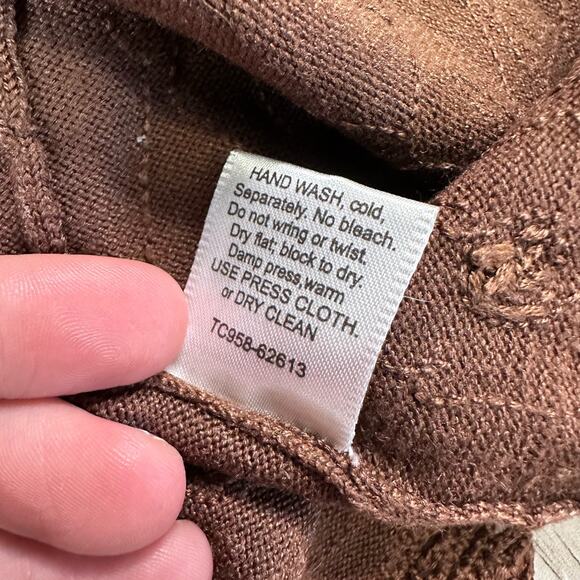 HAND WASH, cold,
Separately. No bleach.
Do not wring or twist.
Dry flat: block to dry.
Damp press, warm
USE PRESS CLOTH.
or DRY CLEAN
TC958-62613